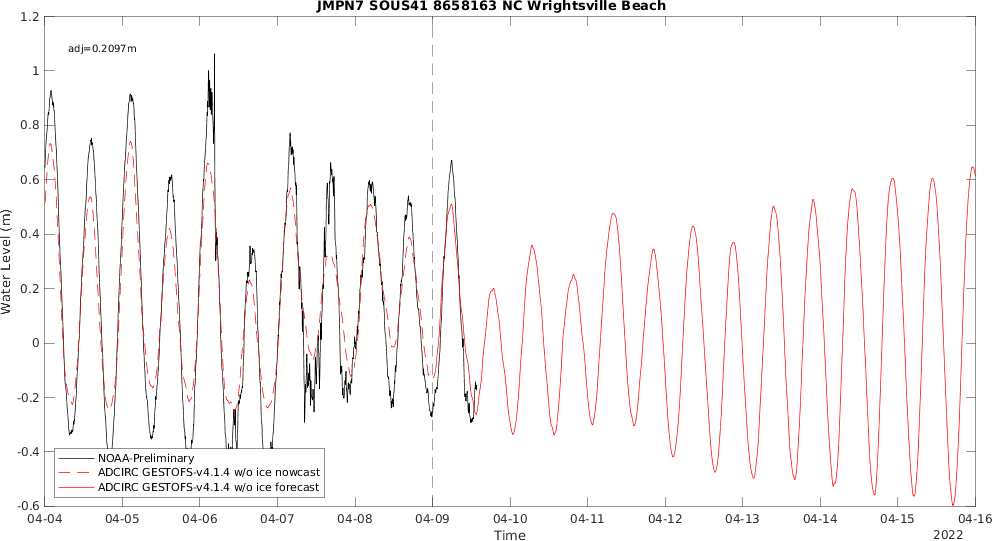 JMPN7 SOUS41 8658163 NC Wrightsville Beach
adj=0.2097m
1.2
1
0.8
0.6
0.4
0.2
0
-0.2
-0.4
-0.6
Water Level (m)
NOAA-Preliminary
ADCIRC GESTOFS-v4.1.4 w/o ice nowcast
ADCIRC GESTOFS-v4.1.4 w/o ice forecast
04-04 04-05 04-06 04-07 04-08 04-09 04-10 04-11 04-12 04-13 04-14 04-15 04-16
Time
2022